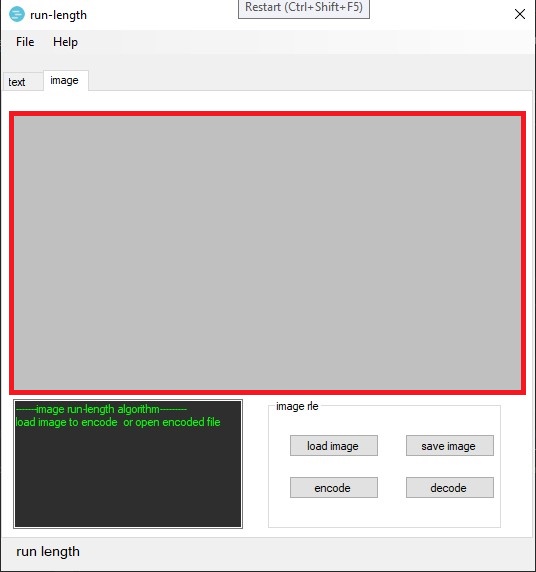 run-length
Restart (Ctrl+Shift+F5)
File Help
text image
------image run-length algorithm--------
load image to encode  or open encoded file
image rle
load image
save image
encode
decode
run length